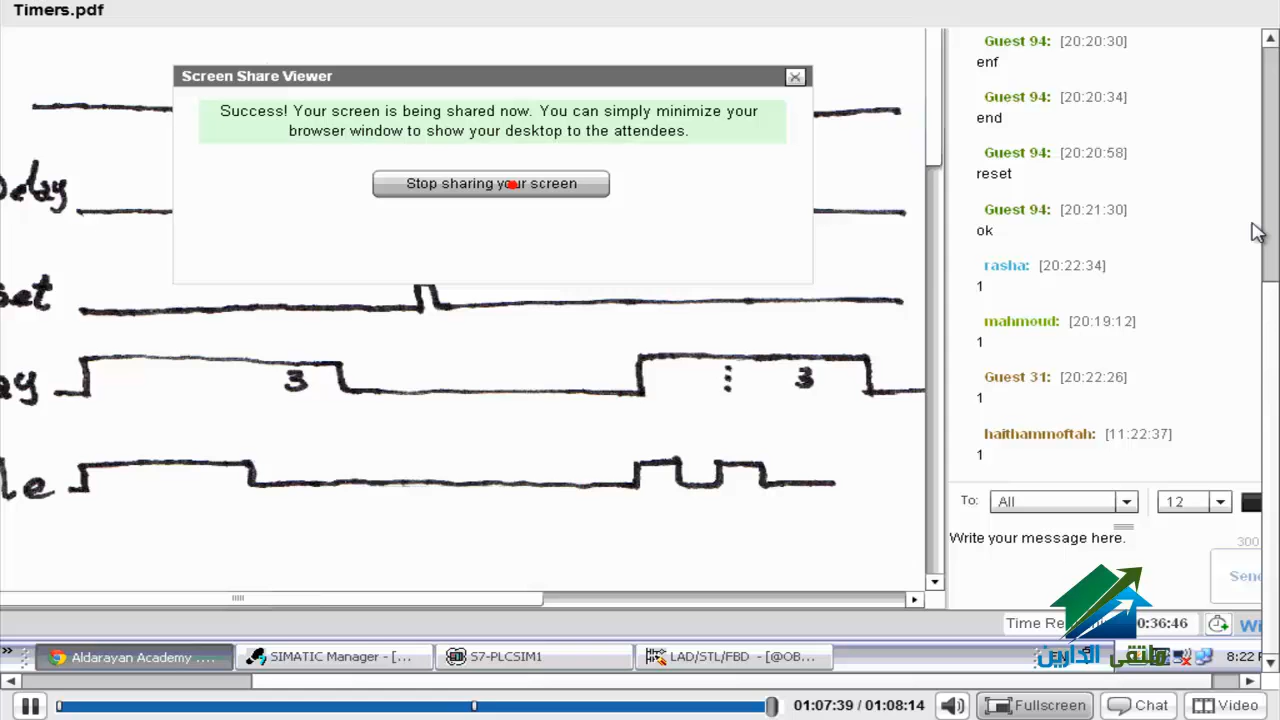 Timers.pdf
Screen Share Viewer
Success! Your screen is being shared now. You can simply minimize your
browser window to show your desktop to the attendees.
Stop sharing your screen
Delay
set
ay
3
3
le
Guest 94: [20:20:30]
enf
Guest 94: [20:20:34]
end
Guest 94: [20:20:58]
reset
Guest 94: [20:21:30]
ok
rasha: [20:22:34]
1
mahmoud: [20:19:12]
1
Guest 31: [20:22:26]
1
haithammoftah: [11:22:37]
1
To: All 12
Write your message here.
300
Send
Time Re :36:46 Wi
ملتقى الدارين
Aldarayan Academy .... SIMATIC Manager - [... S7-PLCSIM1 LAD/STL/FBD - [@OB... 8:22
01:07:39 / 01:08:14 Fullscreen Chat Video